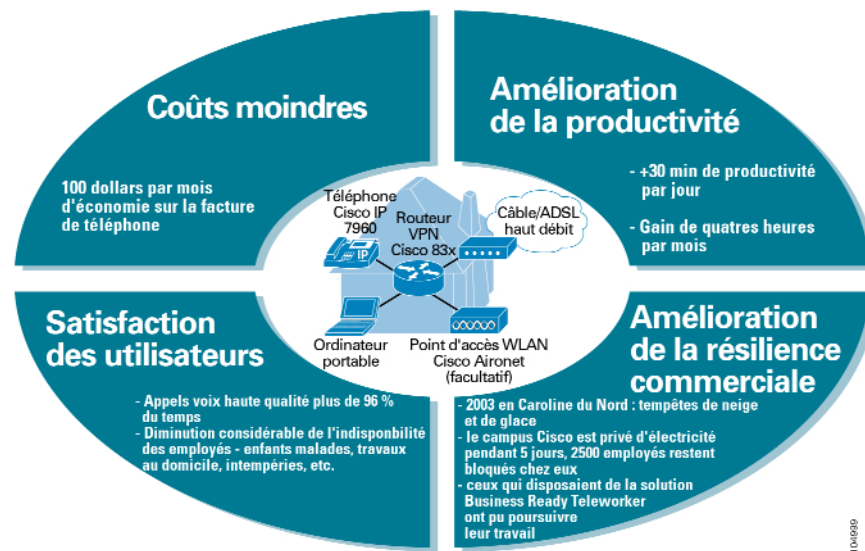 Coûts moindres
100 dollars par mois
d'économie sur la facture
de téléphone
Amélioration
de la productivité
- +30 min de productivité
par jour
- Gain de quatres heures
par mois
Téléphone
Cisco IP
7960
IP
Routeur
VPN
Cisco 83x
Câble/ADSL
haut débit
Ordinateur
portable
Point d'accès WLAN
Cisco Aironet
(facultatif)
Satisfaction
des utilisateurs
- Appels voix haute qualité plus de 96 %
du temps
- Diminution considérable de l'indisponbilité
des employés - enfants malades, travaux
au domicile, intempéries, etc.
Amélioration
de la résilience
commerciale
- 2003 en Caroline du Nord : tempêtes de neige
et de glace
- le campus Cisco est privé d'électricité
pendant 5 jours, 2500 employés restent
bloqués chez eux
- ceux qui disposaient de la solution
Business Ready Teleworker
ont pu poursuivre
leur travail
104999